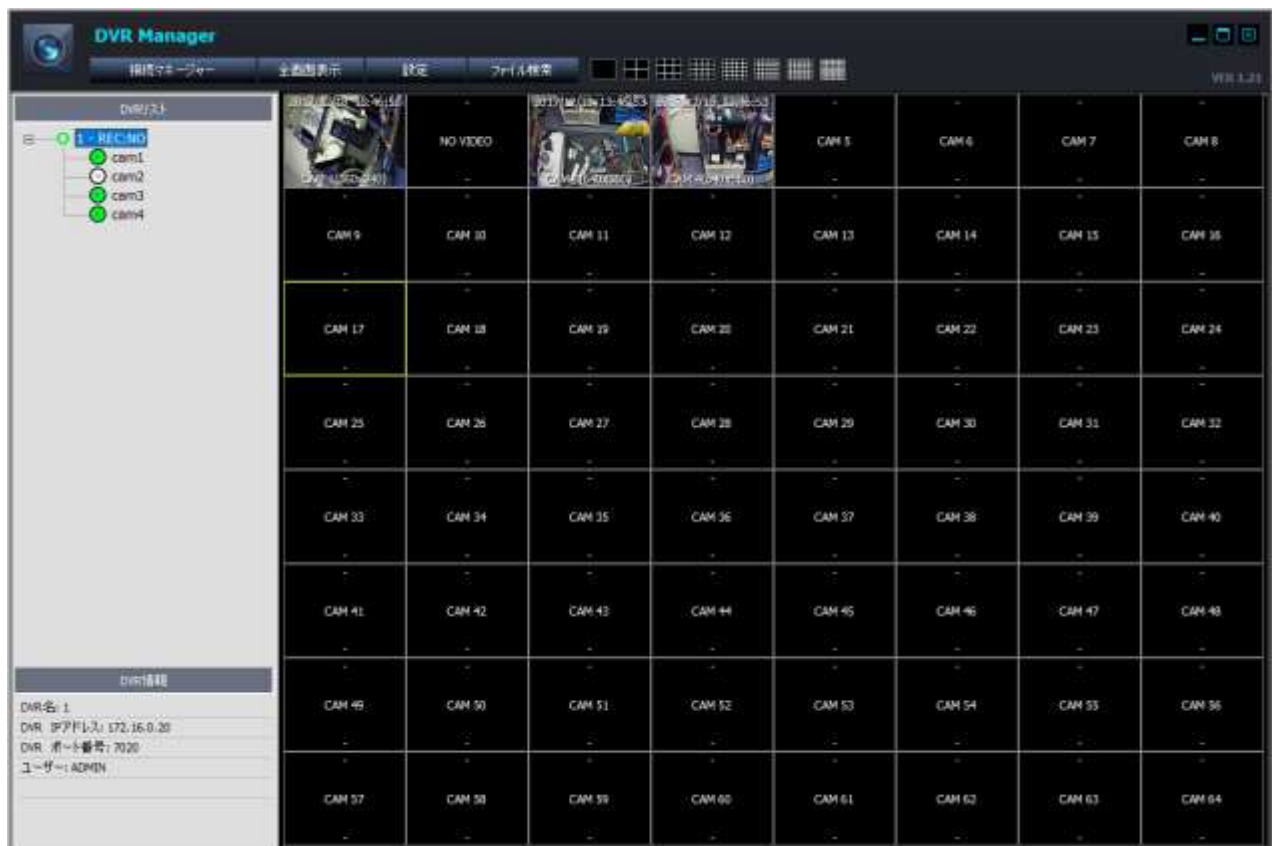 DVR Manager
接続マネージャー 全画面表示 設定 ファイル検索
VER 1.21
DVRリスト
1 - REC:NO
cam1
cam2
cam3
cam4
NO VIDEO CAM 5 CAM 6 CAM 7 CAM 8
CAM 9 CAM 10 CAM 11 CAM 12 CAM 13 CAM 14 CAM 15 CAM 16
CAM 17 CAM 18 CAM 19 CAM 20 CAM 21 CAM 22 CAM 23 CAM 24
CAM 25 CAM 26 CAM 27 CAM 28 CAM 29 CAM 30 CAM 31 CAM 32
CAM 33 CAM 34 CAM 35 CAM 36 CAM 37 CAM 38 CAM 39 CAM 40
CAM 41 CAM 42 CAM 43 CAM 44 CAM 45 CAM 46 CAM 47 CAM 48
CAM 49 CAM 50 CAM 51 CAM 52 CAM 53 CAM 54 CAM 55 CAM 56
CAM 57 CAM 58 CAM 59 CAM 60 CAM 61 CAM 62 CAM 63 CAM 64
DVR情報
DVR名: 1
DVR IPアドレス: 172.16.0.20
DVR ポート番号: 7020
ユーザー: ADMIN